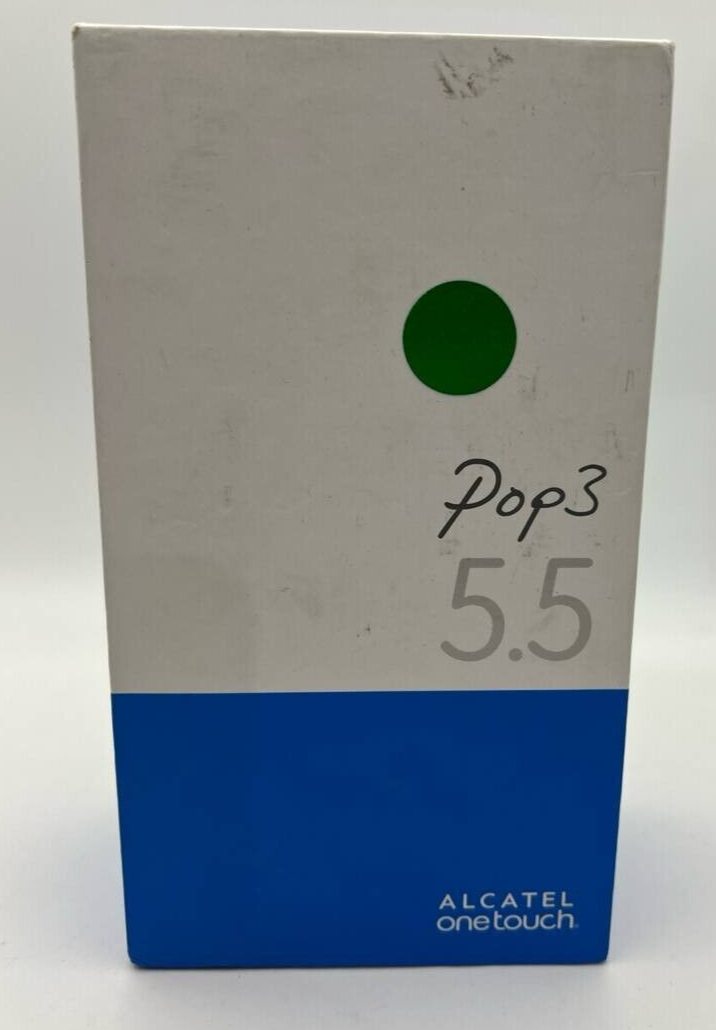 Pop3
5.5
ALCATEL
onetouch.